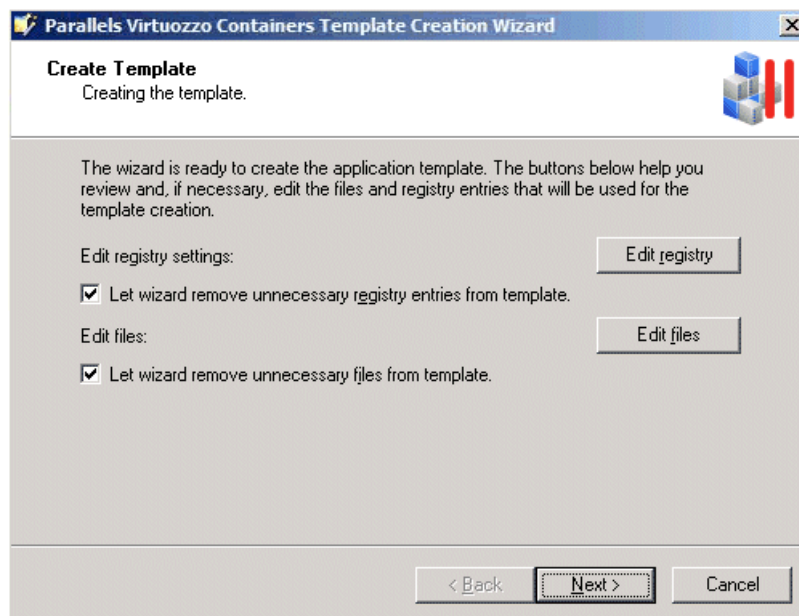 Parallels Virtuozzo Containers Template Creation Wizard
Create Template
Creating the template.
The wizard is ready to create the application template. The buttons below help you
review and, if necessary, edit the files and registry entries that will be used for the
template creation.
Edit registry settings:
Edit registry
Let wizard remove unnecessary registry entries from template.
Edit files:
Edit files
Let wizard remove unnecessary files from template.
< Back
Next >
Cancel